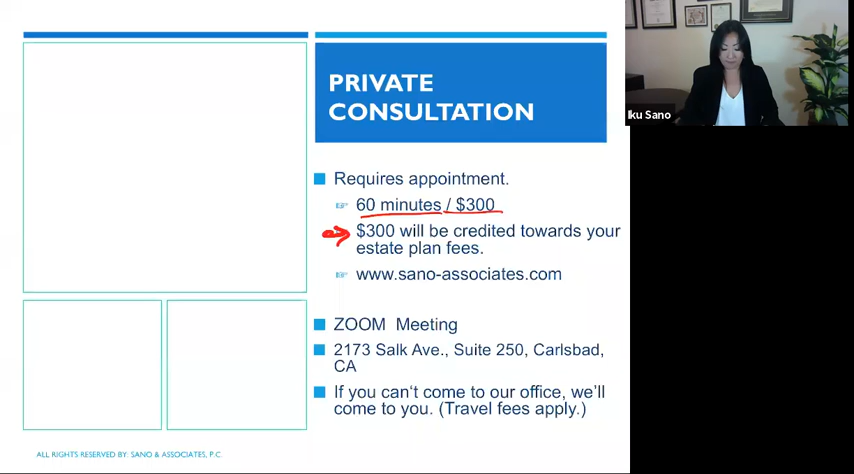 PRIVATE
CONSULTATION
Requires appointment.
60 minutes / $300
$300 will be credited towards your
estate plan fees.
www.sano-associates.com
ZOOM  Meeting
2173 Salk Ave., Suite 250, Carlsbad,
CA
If you can't come to our office, we'll
come to you. (Travel fees apply.)
ALL RIGHTS RESERVED BY: SANO & ASSOCIATES, P.C.
Iku Sano